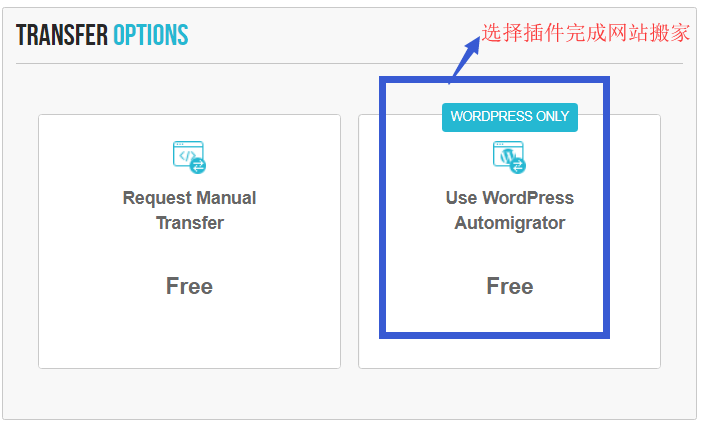 TRANSFER OPTIONS
选择插件完成网站搬家
WORDPRESS ONLY
Request Manual
Transfer
Free
Use WordPress
Automigrator
Free